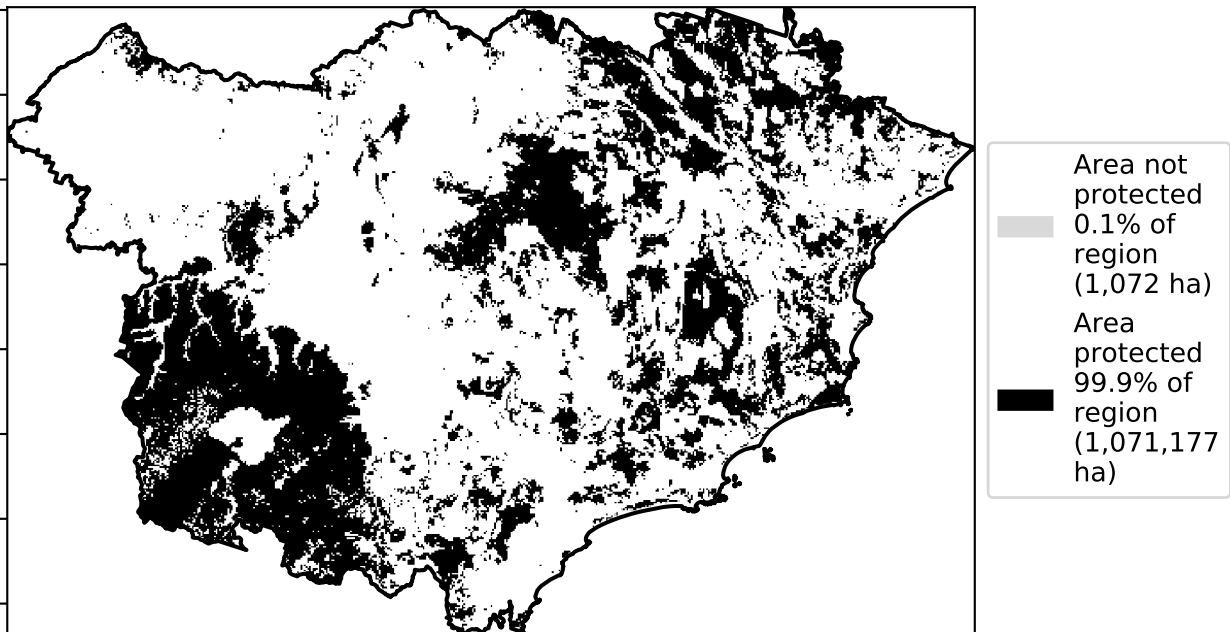 Area not
protected
0.1% of
region
(1,072 ha)
Area
protected
99.9% of
region
(1,071,177
ha)